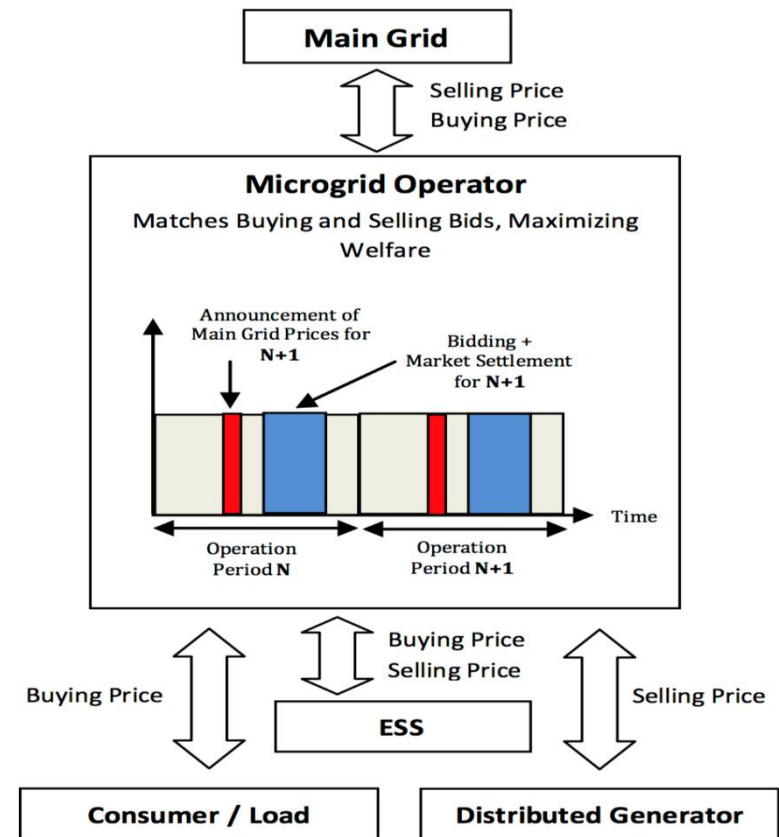 Main Grid
Selling Price
Buying Price
Microgrid Operator
Matches Buying and Selling Bids, Maximizing
Welfare
Announcement of
Main Grid Prices for
N+1
Bidding +
Market Settlement
for N+1
Time
Operation
Period N
Operation
Period N+1
Buying Price
Buying Price
Selling Price
Selling Price
ESS
Consumer / Load
Distributed Generator